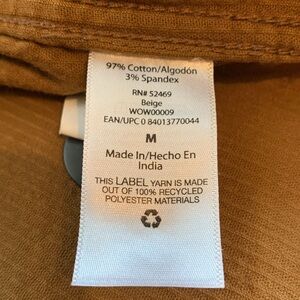 97% Cotton/Algodón
3% Spandex
RN# 52469
Beige
WOW00009
EAN/UPC 0 84013770044
M
Made In/Hecho En
India
THIS LABEL YARN IS MADE
OUT OF 100% RECYCLED
POLYESTER MATERIALS